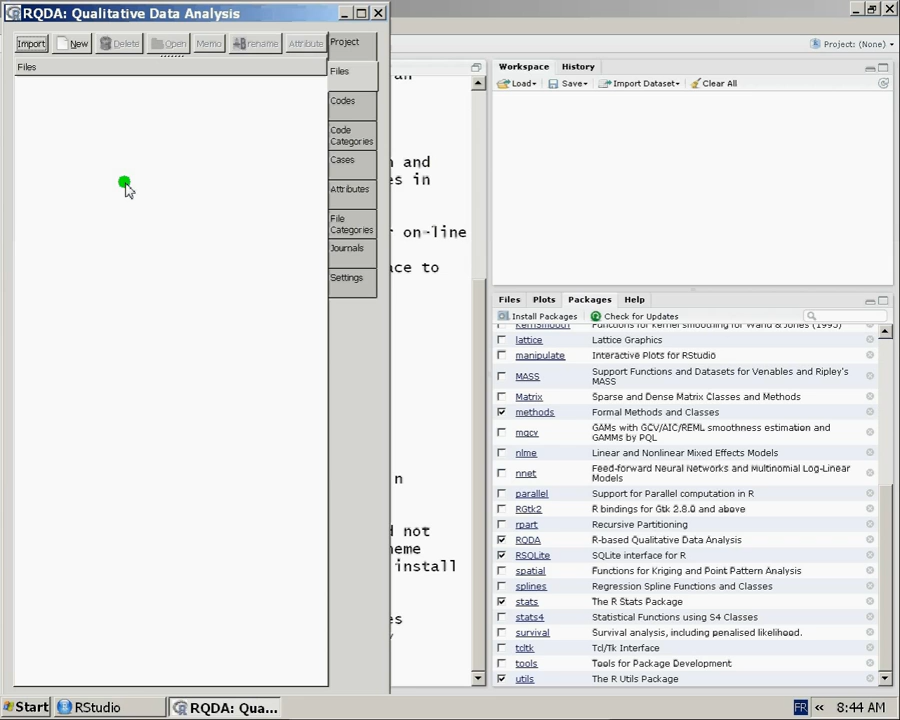 RQDA: Qualitative Data Analysis
Import New Delete Open Memo Rename Attribute
Files
Project
Files
Codes
Code
Categories
Cases
Attributes
File
Categories
Journals
Settings
and
es in
r on-line
ace to
n
d not
eme
install
es
Project: (None)
Workspace History
Load Save Import Dataset Clear All
Files Plots Packages Help
Install Packages Check for Updates
KernSmooth Functions for kernel smoothing for Wand & Jones (1995)
lattice Lattice Graphics
manipulate Interactive Plots for RStudio
MASS Support Functions and Datasets for Venables and Ripley's
MASS
Matrix Sparse and Dense Matrix Classes and Methods
methods Formal Methods and Classes
mgcv GAMs with GCV/AIC/REML smoothness estimation and
GAMMs by PQL
nlme Linear and Nonlinear Mixed Effects Models
nnet Feed-forward Neural Networks and Multinomial Log-Linear
Models
parallel Support for Parallel computation in R
RGtk2 R bindings for Gtk 2.8.0 and above
rpart Recursive Partitioning
RQDA R-based Qualitative Data Analysis
RSQLite SQLite interface for R
spatial Functions for Kriging and Point Pattern Analysis
splines Regression Spline Functions and Classes
stats The R Stats Package
stats4 Statistical Functions using S4 Classes
survival Survival analysis, including penalised likelihood.
tcltk Tcl/Tk Interface
tools Tools for Package Development
utils The R Utils Package
Start RStudio RQDA: Qua... FR « 8:44 AM